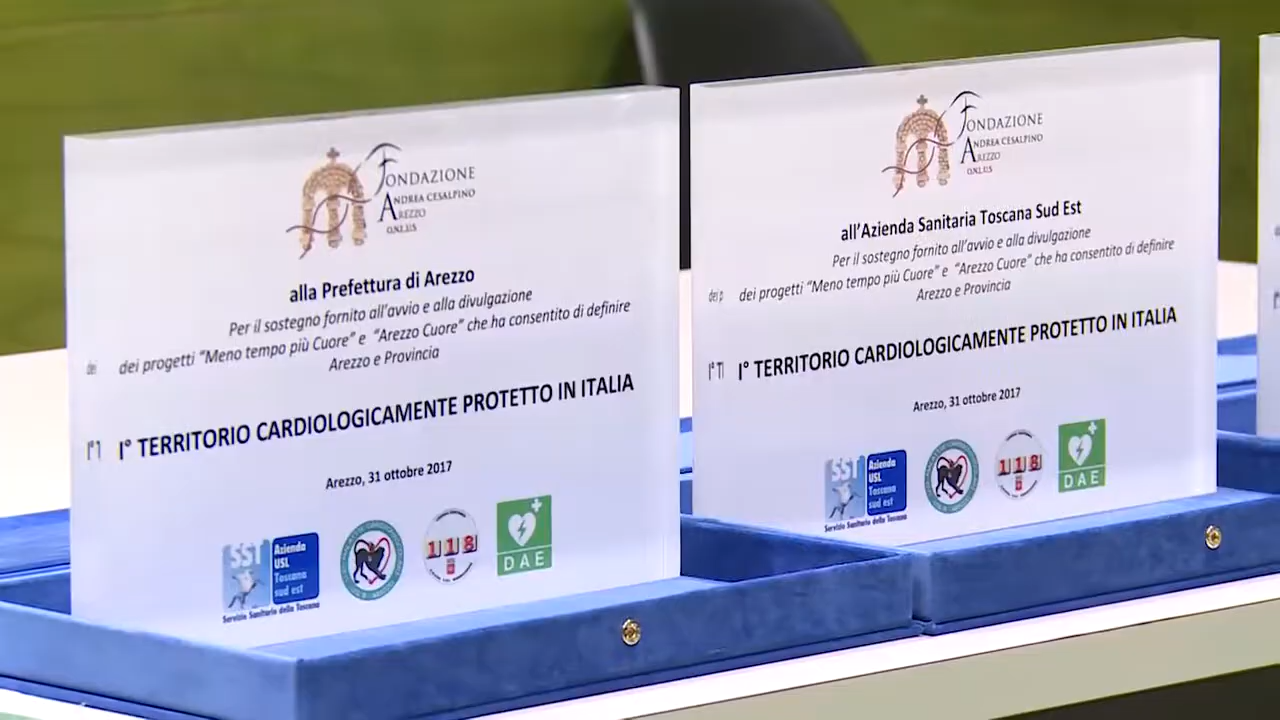 FONDAZIONE
ANDREA CESALPINO
AREZZO
O.N.L.U.S
alla Prefettura di Arezzo
Per il sostegno fornito all'avvio e alla divulgazione
dei progetti “Meno tempo più Cuore” e “Arezzo Cuore” che ha consentito di definire
Arezzo e Provincia
I° TERRITORIO CARDIOLOGICAMENTE PROTETTO IN ITALIA
Arezzo, 31 ottobre 2017
SST Azienda
USL
Toscana
sud est
Servizio Sanitario della Toscana
118
DAE
FONDAZIONE
ANDREA CESALPINO
AREZZO
O.N.L.U.S
all'Azienda Sanitaria Toscana Sud Est
Per il sostegno fornito all'avvio e alla divulgazione
dei progetti “Meno tempo più Cuore” e “Arezzo Cuore” che ha consentito di definire
Arezzo e Provincia
I° TERRITORIO CARDIOLOGICAMENTE PROTETTO IN ITALIA
Arezzo, 31 ottobre 2017
SST Azienda
USL
Toscana
sud est
Servizio Sanitario della Toscana
118
DAE